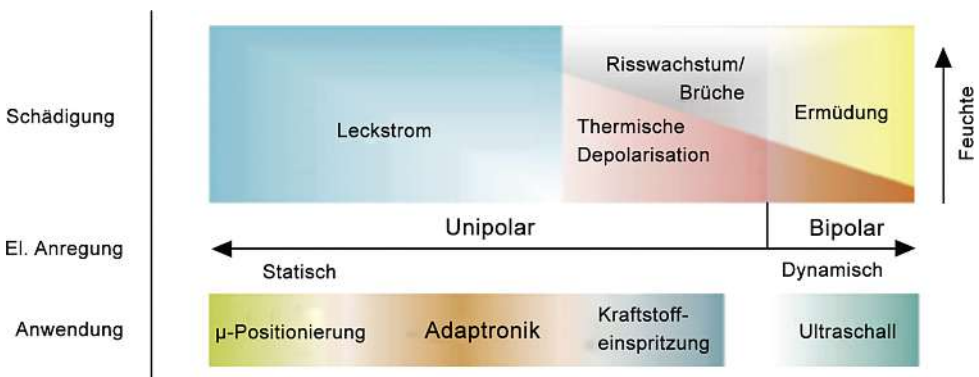 Schädigung
Leckstrom
Risswachstum/
Brüche
Thermische
Depolarisation
Ermüdung
Feuchte
El. Anregung
Unipolar
Bipolar
Statisch
Dynamisch
Anwendung
µ-Positionierung
Adaptronik
Kraftstoff-
einspritzung
Ultraschall